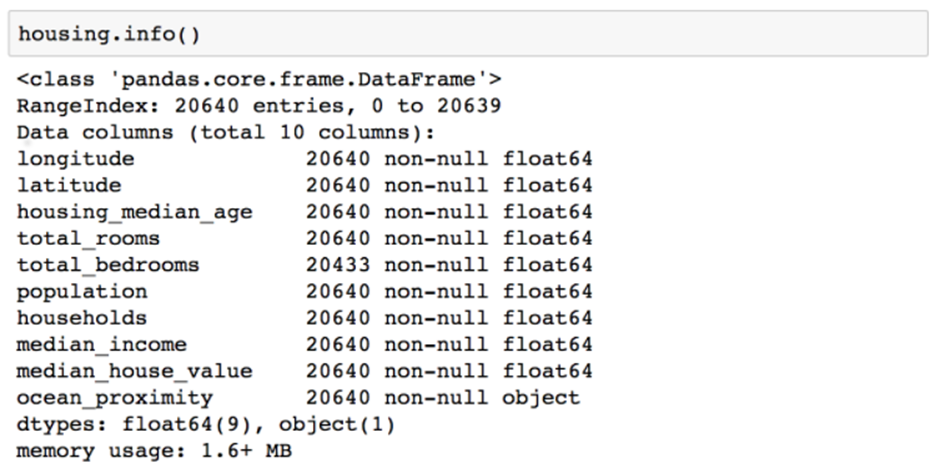 housing.info()
<class 'pandas.core.frame.DataFrame'>
RangeIndex: 20640 entries, 0 to 20639
Data columns (total 10 columns):
longitude             20640 non-null float64
latitude              20640 non-null float64
housing_median_age    20640 non-null float64
total_rooms           20640 non-null float64
total_bedrooms        20433 non-null float64
population            20640 non-null float64
households            20640 non-null float64
median_income         20640 non-null float64
median_house_value    20640 non-null float64
ocean_proximity       20640 non-null object
dtypes: float64(9), object(1)
memory usage: 1.6+ MB